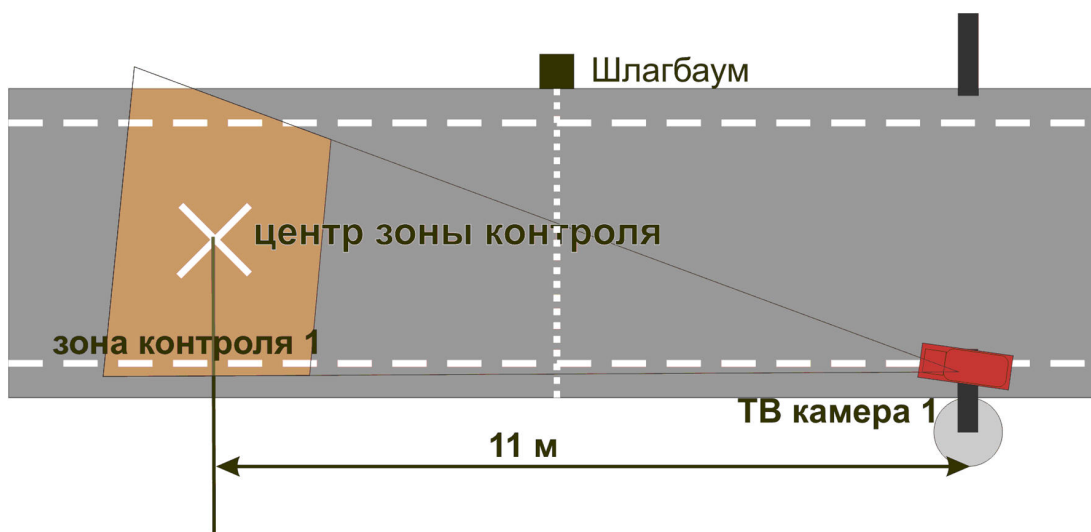 Шлагбаум
центр зоны контроля
зона контроля 1
ТВ камера 1
11 м